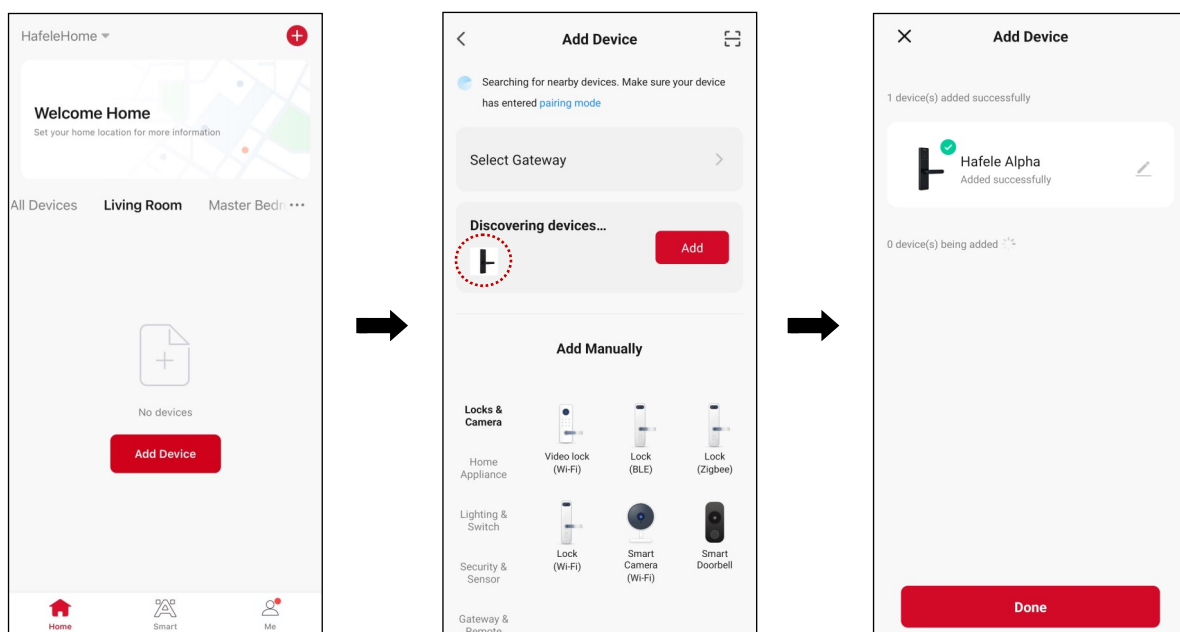 HafeleHome
Welcome Home
Set your home location for more information
All Devices Living Room Master Bedr
No devices
Add Device
Home Smart Me
Add Device
Searching for nearby devices. Make sure your device
has entered pairing mode
Select Gateway
Discovering devices...
Add
Add Manually
Locks &
Camera
Home
Appliance
Lighting &
Switch
Security &
Sensor
Gateway &
Remote
Video lock
(Wi-Fi)
Lock
(BLE)
Lock
(Zigbee)
Lock
(Wi-Fi)
Smart
Camera
(Wi-Fi)
Smart
Doorbell
Add Device
1 device(s) added successfully
Hafele Alpha
Added successfully
0 device(s) being added
Done